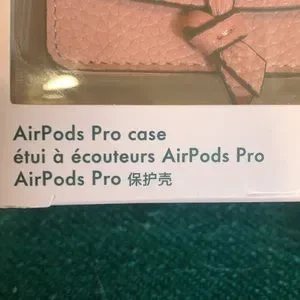 AirPods Pro case
étui à écouteurs AirPods Pro
AirPods Pro 保护壳